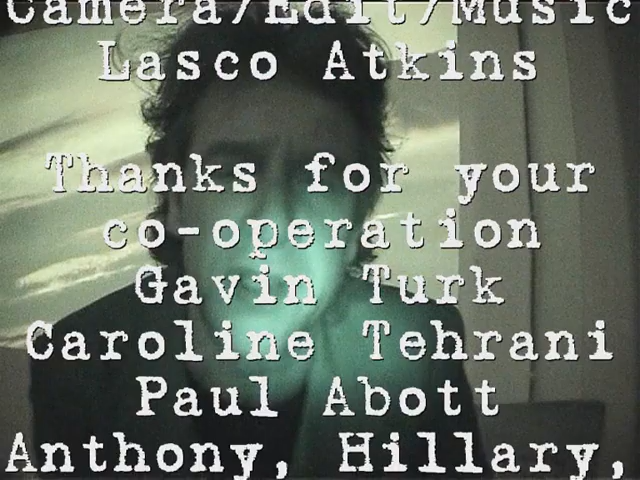 Camera/Edit/Music
Lasco Atkins
Thanks for your
co-operation
Gavin Turk
Caroline Tehrani
Paul Abott
Anthony, Hillary,